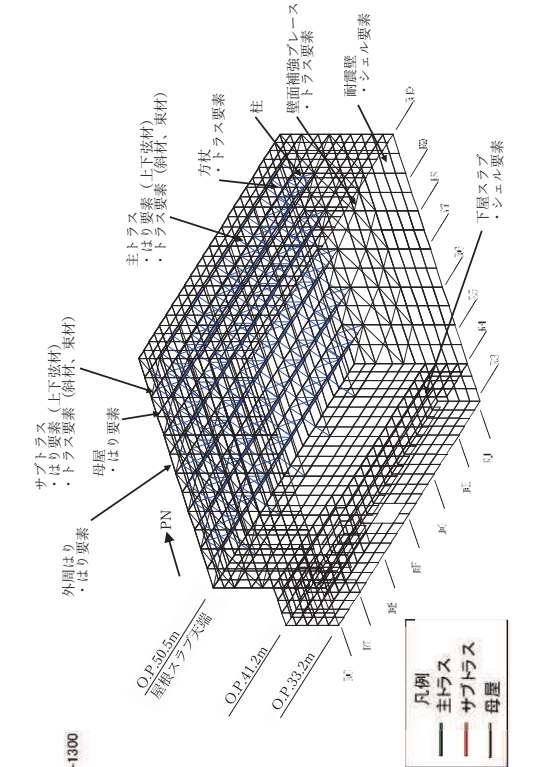 サブトラス
・はり要素（上下弦材）
・トラス要素（斜材、束材）
主トラス
・はり要素（上下弦材）
・トラス要素（斜材、束材）
外周はり
・はり要素
母屋
・はり要素
方杖
・トラス要素
柱
壁面補強ブレース
・トラス要素
耐震壁
・シェル要素
下屋スラブ
・シェル要素
PN
O.P.50.5m
屋根スラブ天端
O.P.41.2m
O.P.33.2m
凡例
主トラス
サブトラス
母屋
-1300